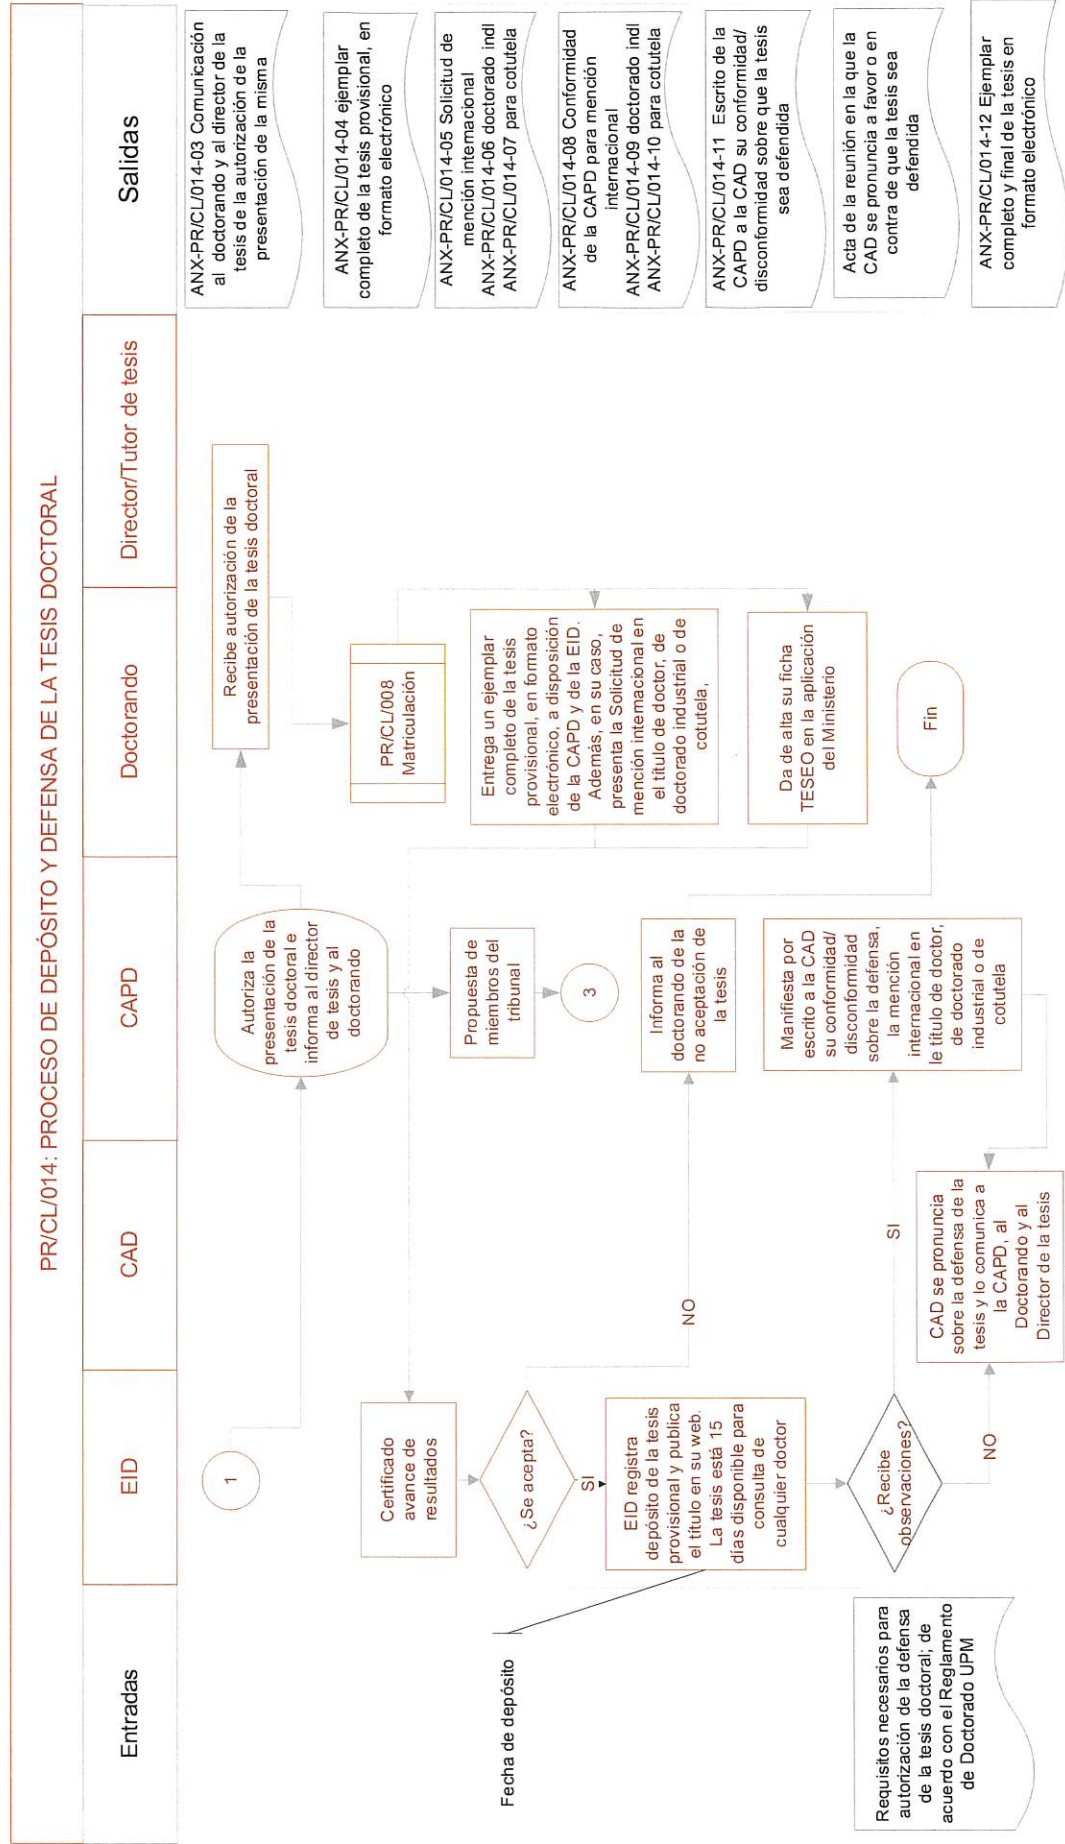 PR/CL/014: PROCESO DE DEPÓSITO Y DEFENSA DE LA TESIS DOCTORAL
Entradas
EID
CAD
CAPD
Doctorando
Director/Tutor de tesis
Salidas
1
Autoriza la
presentación de la
tesis doctoral e
informa al director
de tesis y al
doctorando
Recibe autorización de la
presentación de la tesis doctoral
ANX-PR/CL/014-03 Comunicación
al doctorando y al director de la
tesis de la autorización de la
presentación de la misma
PR/CL/008
Matriculación
ANX-PR/CL/014-04 ejemplar
completo de la tesis provisional, en
formato electrónico
Certificado
avance de
resultados
Propuesta de
miembros del
tribunal
3
Entrega un ejemplar
completo de la tesis
provisional, en formato
electrónico, a disposición
de la CAPD y de la EID.
Además, en su caso,
presenta la Solicitud de
mención internacional en
el título de doctor, de
doctorado industrial o de
cotutela,
ANX-PR/CL/014-05 Solicitud de
mención internacional
ANX-PR/CL/014-06 doctorado indl
ANX-PR/CL/014-07 para cotutela
¿Se acepta?
SI
NO
Fecha de depósito
EID registra
depósito de la tesis
provisional y publica
el título en su web.
La tesis está 15
días disponible para
consulta de
cualquier doctor
Informa al
doctorando de la
no aceptación de
la tesis
ANX-PR/CL/014-08 Conformidad
de la CAPD para mención
internacional
ANX-PR/CL/014-09 doctorado indl
ANX-PR/CL/014-10 para cotutela
Da de alta su ficha
TESEO en la aplicación
del Ministerio
ANX-PR/CL/014-11 Escrito de la
CAPD a la CAD su conformidad/
disconformidad sobre que la tesis
sea defendida
Requisitos necesarios para
autorización de la defensa
de la tesis doctoral; de
acuerdo con el Reglamento
de Doctorado UPM
¿Recibe
observaciones?
SI
NO
Manifiesta por
escrito a la CAD
su conformidad/
disconformidad
sobre la defensa,
la mención
internacional en
le título de doctor,
de doctorado
industrial o de
cotutela
Fin
Acta de la reunión en la que la
CAD se pronuncia a favor o en
contra de que la tesis sea
defendida
CAD se pronuncia
sobre la defensa de la
tesis y lo comunica a
la CAPD, al
Doctorando y al
Director de la tesis
ANX-PR/CL/014-12 Ejemplar
completo y final de la tesis en
formato electrónico